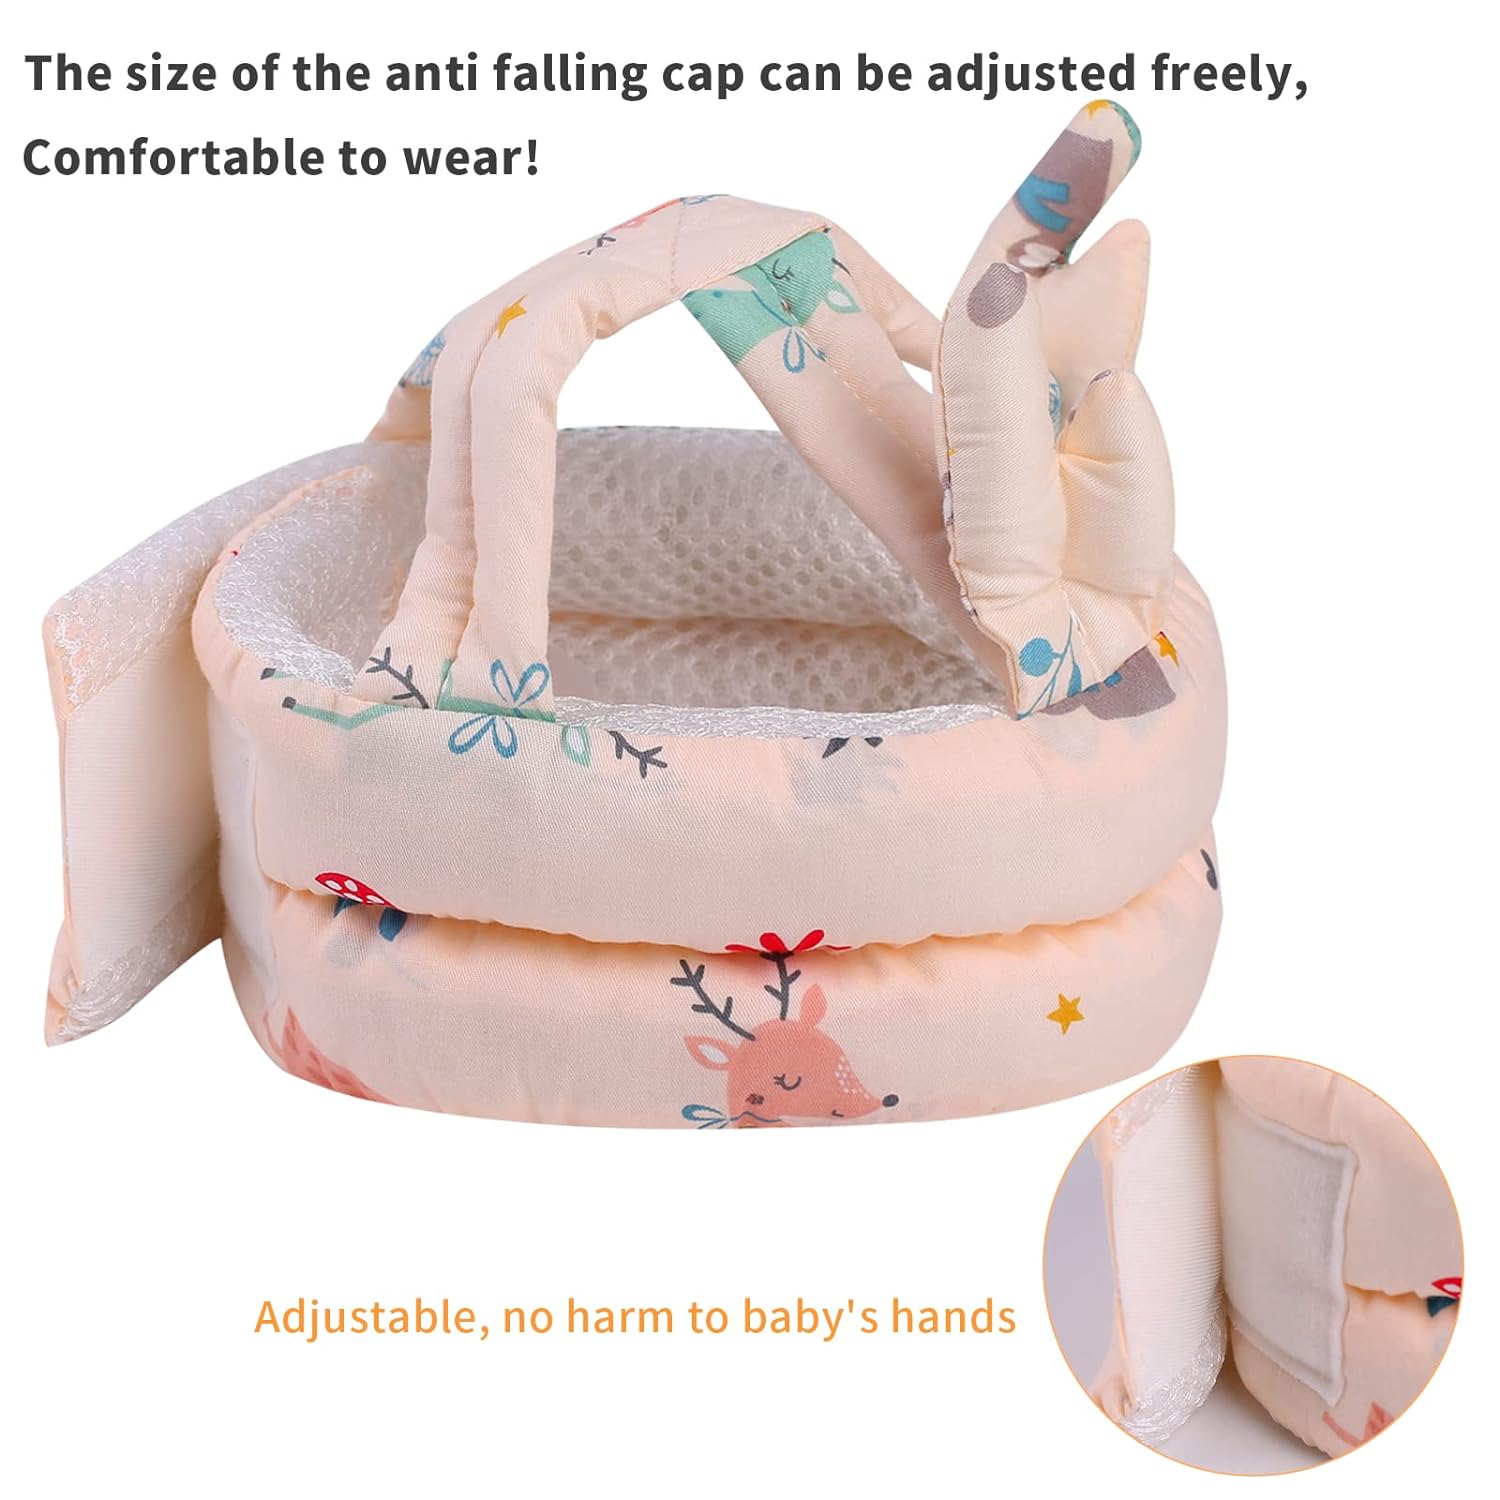 The size of the anti falling cap can be adjusted freely,
Comfortable to wear!
Adjustable, no harm to baby's hands